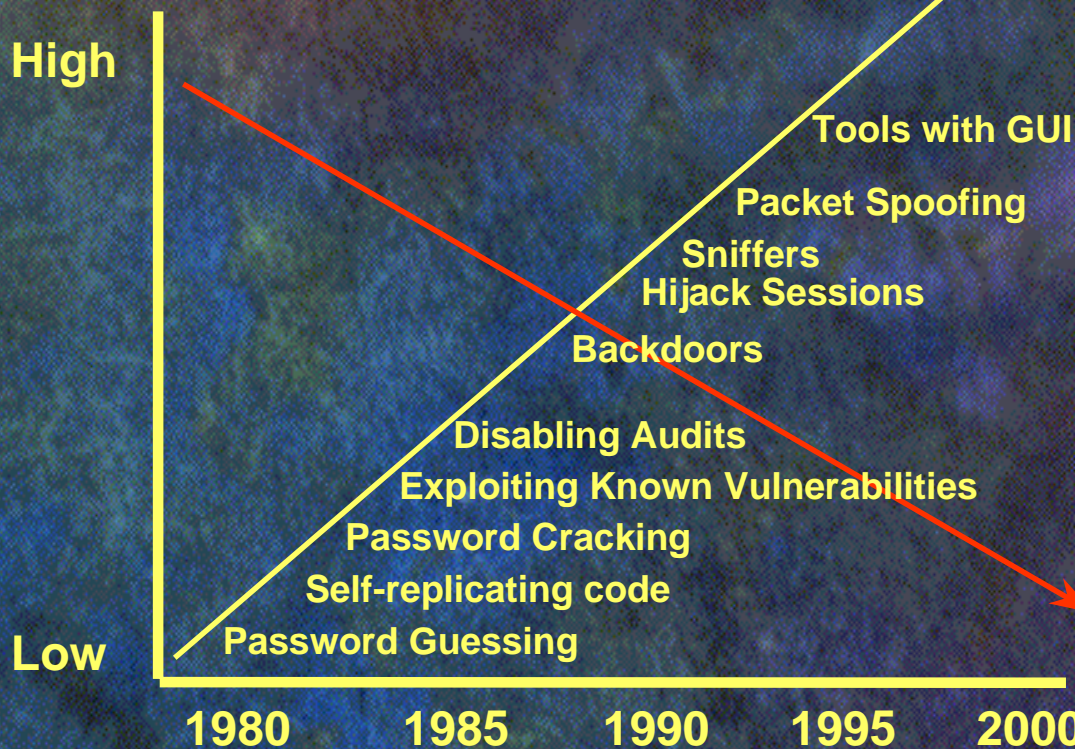 High
Tools with GUI
Packet Spoofing
Sniffers
Hijack Sessions
Backdoors
Disabling Audits
Exploiting Known Vulnerabilities
Password Cracking
Self-replicating code
Password Guessing
Low
1980 1985 1990 1995 2000